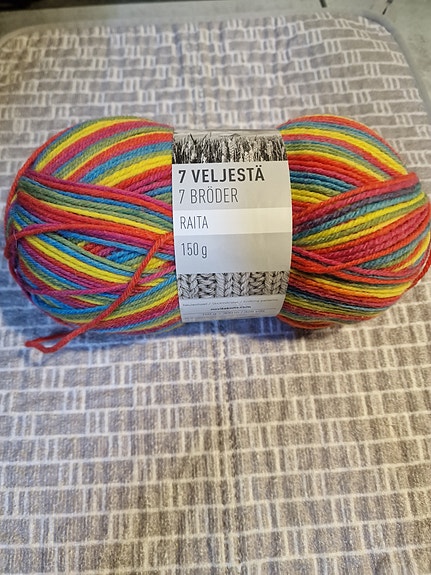 7 VELJESTÄ
7 BRÖDER
RAITA
150 g